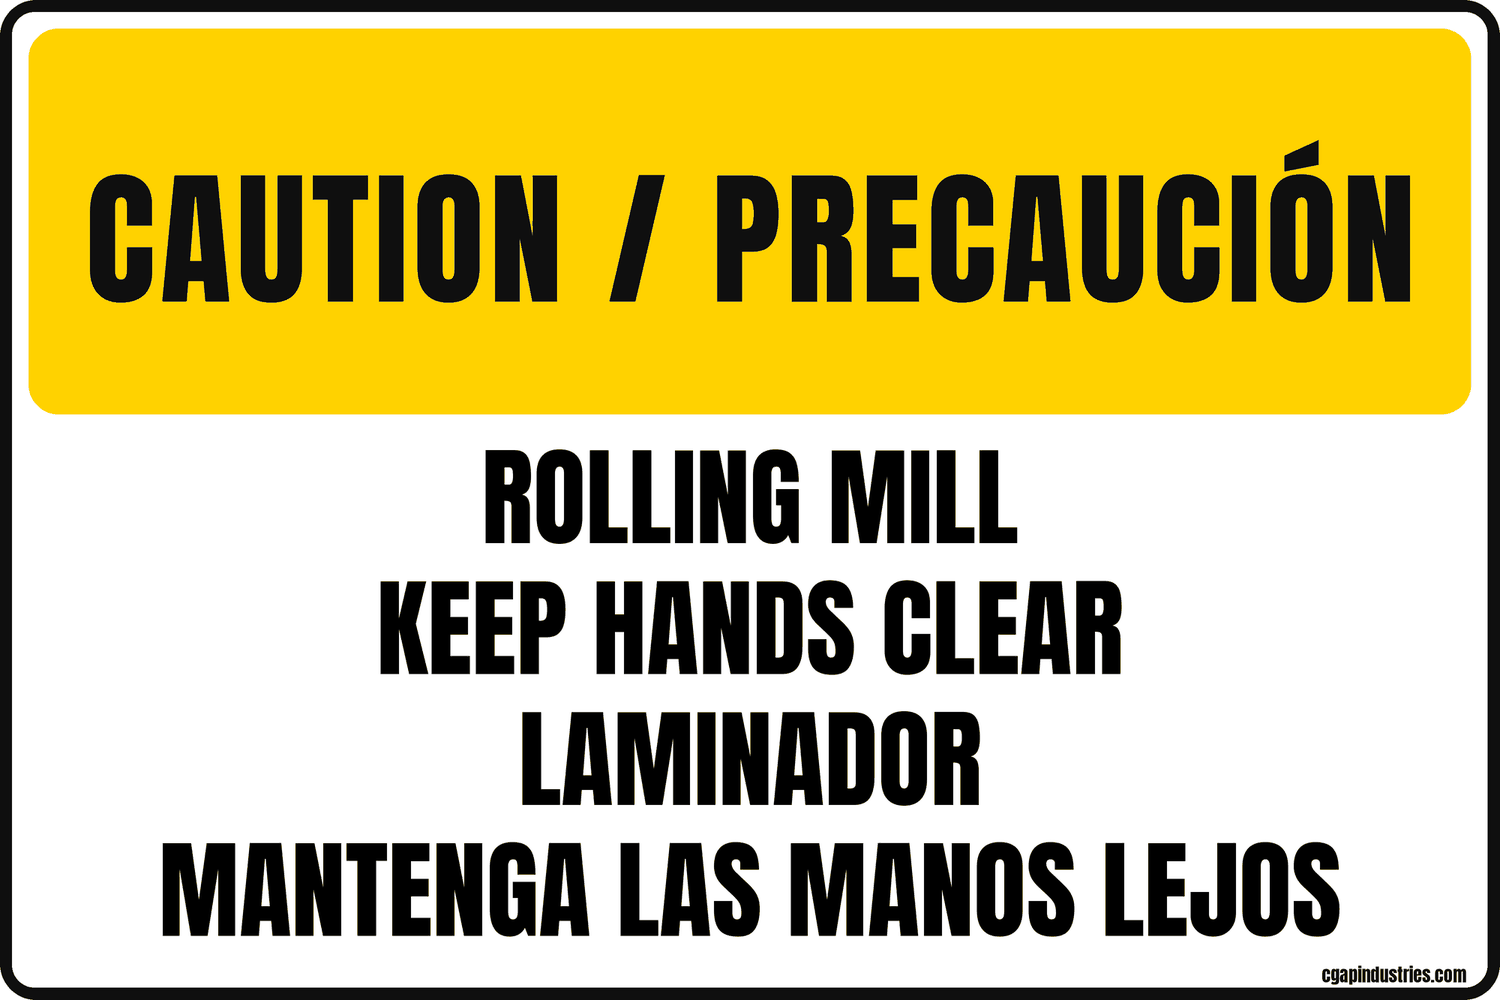 CAUTION / PRECAUCIÓN
ROLLING MILL
KEEP HANDS CLEAR
LAMINADOR
MANTENGA LAS MANOS LEJOS
cgapindustries.com